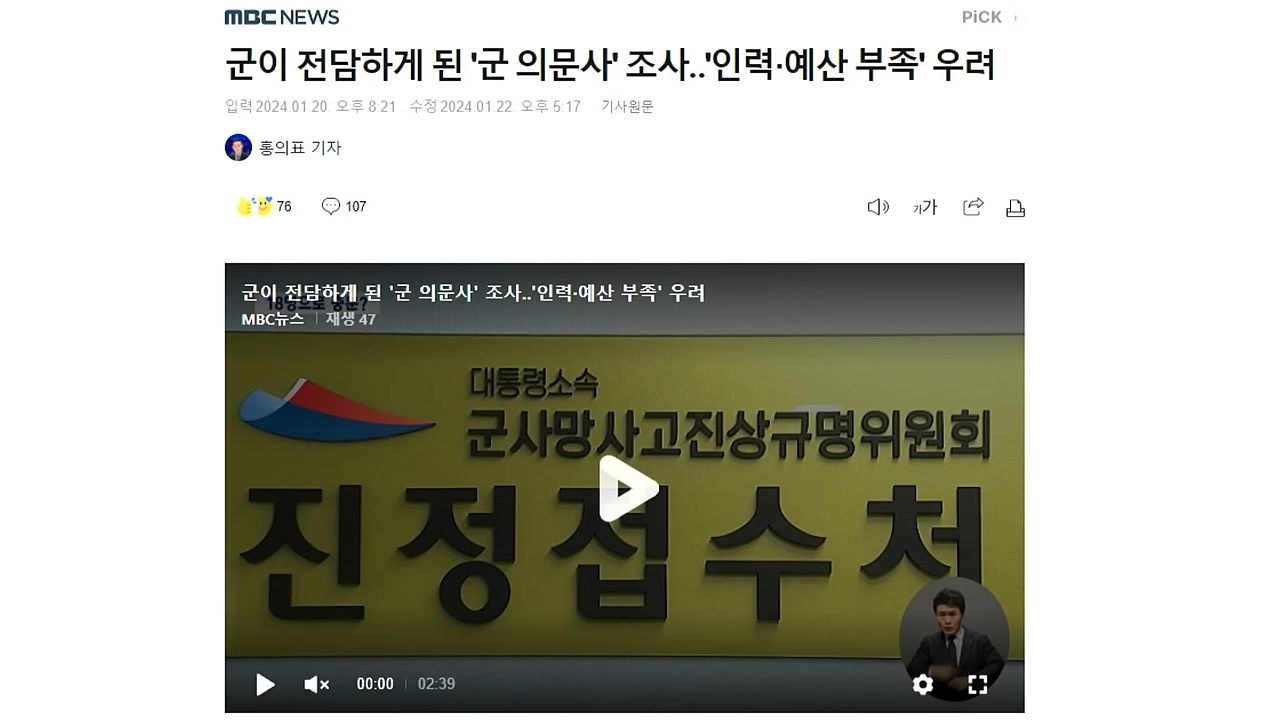 MBC NEWS
PiCK
군이 전담하게 된 '군 의문사' 조사..'인력·예산 부족' 우려
입력 2024.01.20. 오후 8:21 수정 2024.01.22. 오후 5:17 기사원문
홍의표 기자
76 107
가가
군이 전담하게 된 '군 의문사' 조사..'인력·예산 부족' 우려
MBC뉴스 재생 47
대통령소속
군사망사고진상규명위원회
진정접수처
00:00 02:39